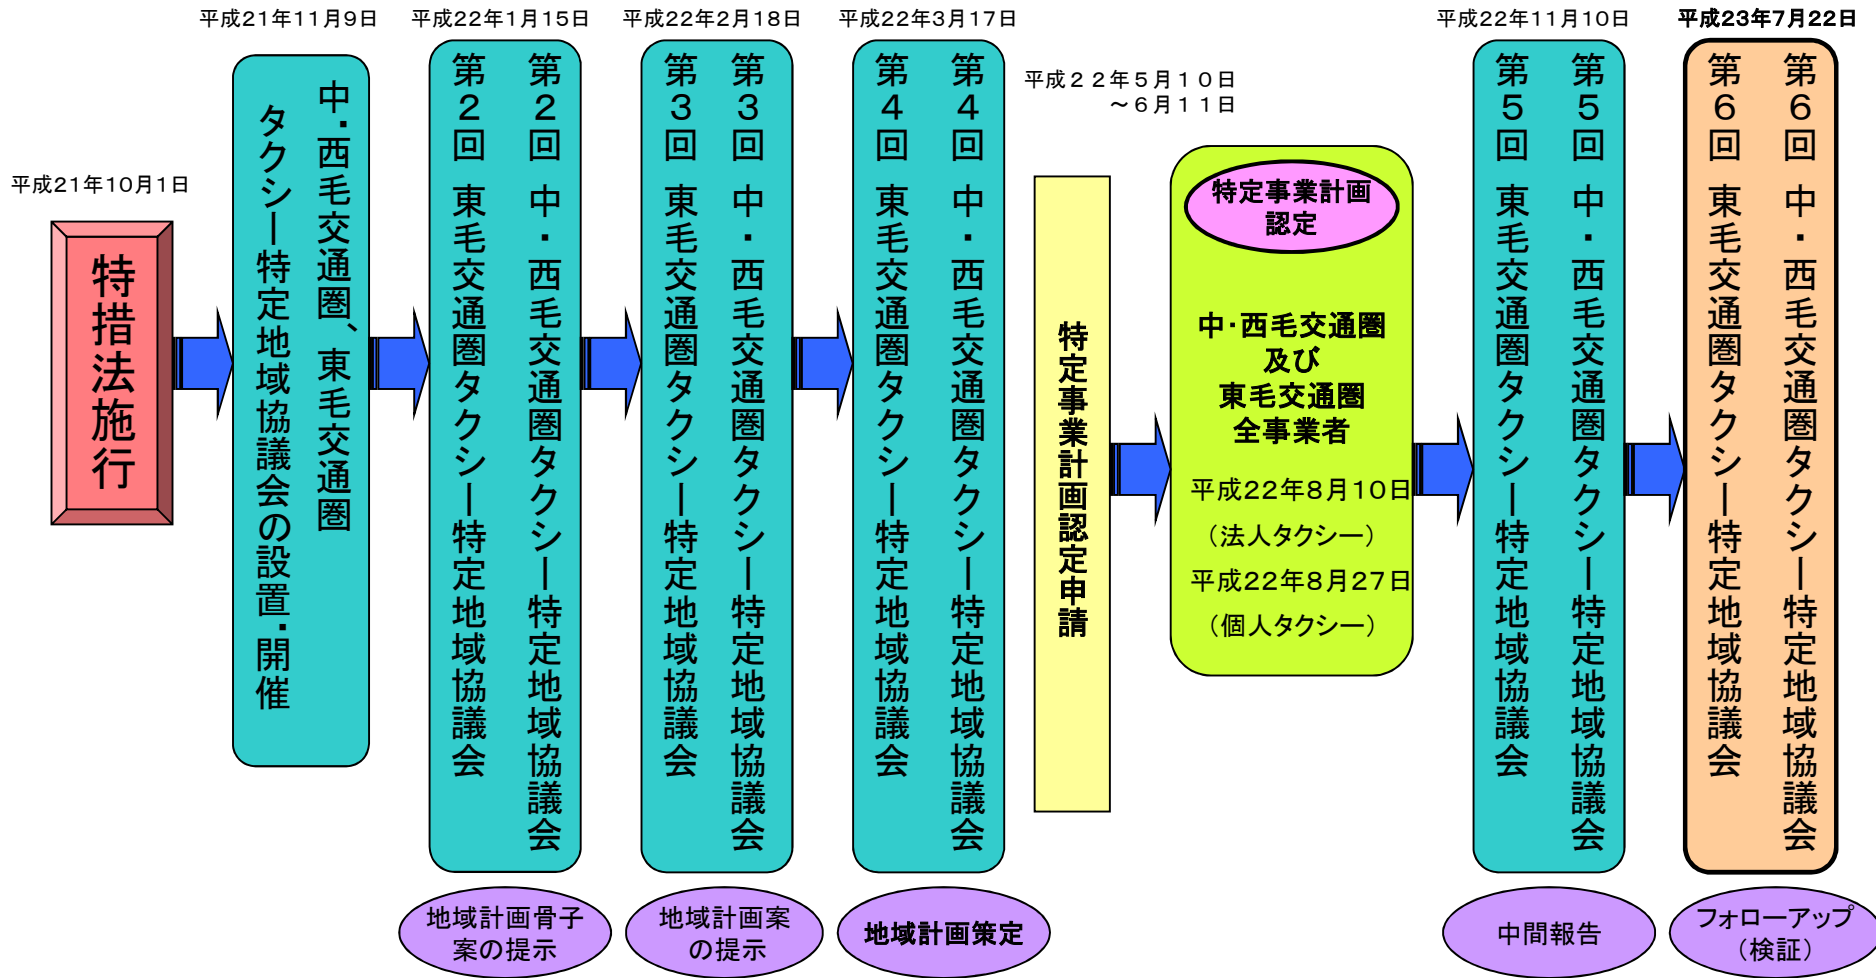 平成21年10月1日
特措法施行
平成21年11月9日
中・西毛交通圏、東毛交通圏
タクシー特定地域協議会の設置・開催
平成22年1月15日
第2回 中・西毛交通圏タクシー特定地域協議会
第2回 東毛交通圏タクシー特定地域協議会
地域計画骨子
案の提示
平成22年2月18日
第3回 中・西毛交通圏タクシー特定地域協議会
第3回 東毛交通圏タクシー特定地域協議会
地域計画案
の提示
平成22年3月17日
第4回 中・西毛交通圏タクシー特定地域協議会
第4回 東毛交通圏タクシー特定地域協議会
地域計画策定
平成22年5月10日
～6月11日
特定事業計画認定申請
特定事業計画
認定
中・西毛交通圏
及び
東毛交通圏
全事業者
平成22年8月10日
（法人タクシー）
平成22年8月27日
（個人タクシー）
平成22年11月10日
第5回 中・西毛交通圏タクシー特定地域協議会
第5回 東毛交通圏タクシー特定地域協議会
中間報告
平成23年7月22日
第6回 中・西毛交通圏タクシー特定地域協議会
第6回 東毛交通圏タクシー特定地域協議会
フォローアップ
（検証）